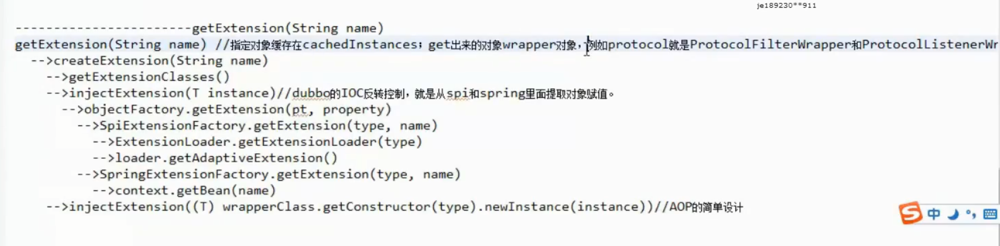 je189230**911
-----------------------getExtension(String name)
getExtension(String name) //指定对象缓存在cachedInstances；get出来的对象wrapper对象，例如protocol就是ProtocolFilterWrapper和ProtocolListenerWr
-->createExtension(String name)
-->getExtensionClasses()
-->injectExtension(T instance)//dubbo的IOC反转控制，就是从spi和spring里面提取对象赋值。
-->objectFactory.getExtension(pt, property)
-->SpiExtensionFactory.getExtension(type, name)
-->ExtensionLoader.getExtensionLoader(type)
-->loader.getAdaptiveExtension()
-->SpringExtensionFactory.getExtension(type, name)
-->context.getBean(name)
-->injectExtension((T) wrapperClass.getConstructor(type).newInstance(instance))//AOP的简单设计
中